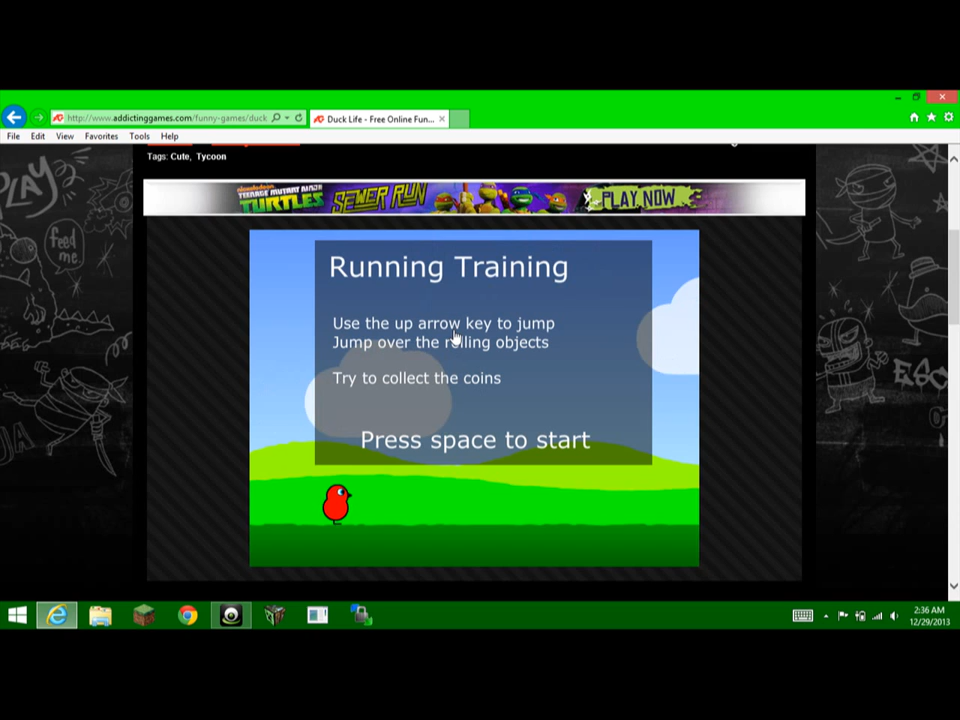 http://www.addictinggames.com/funny-games/duck
Duck Life - Free Online Fun...
File Edit View Favorites Tools Help
Tags: Cute, Tycoon
nickelodeon
TEENAGE MUTANT NINJA
TURTLES
SEWER RUN
PLAY NOW
PLAY
feed me.
ESC
Running Training
Use the up arrow key to jump
Jump over the rolling objects
Try to collect the coins
Press space to start
2:36 AM
12/29/2013